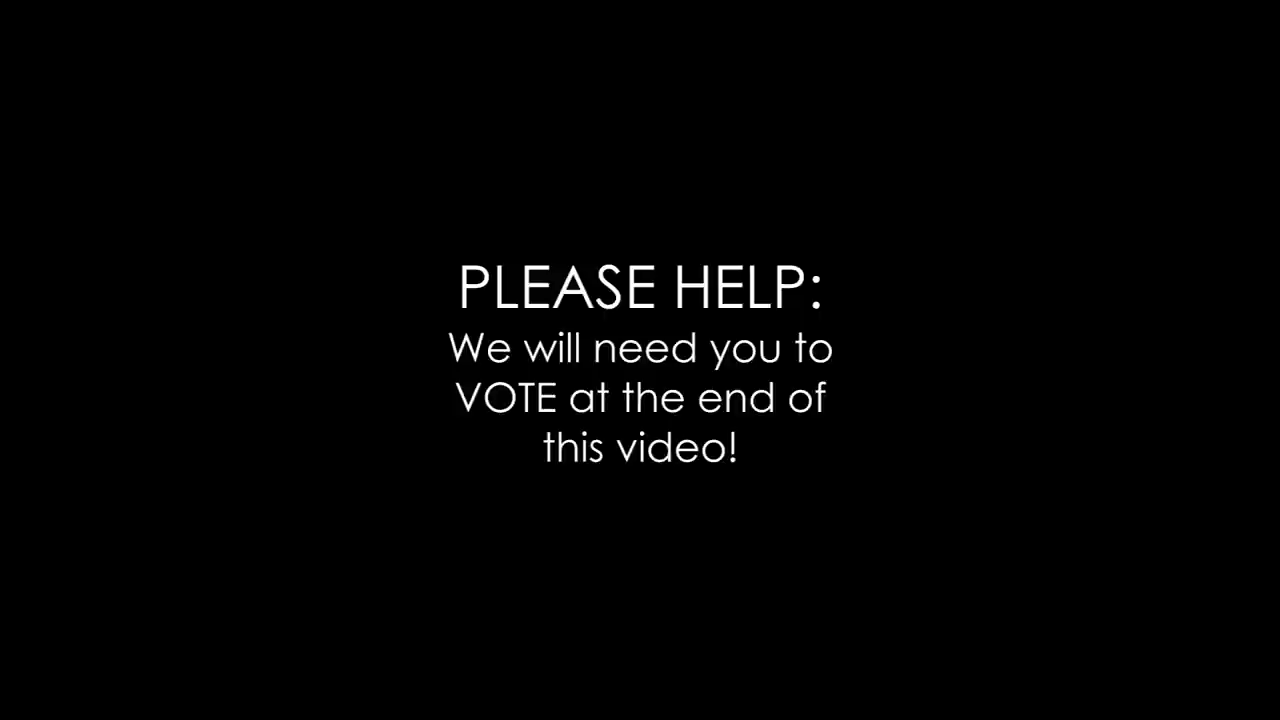 PLEASE HELP:
We will need you to
VOTE at the end of
this video!